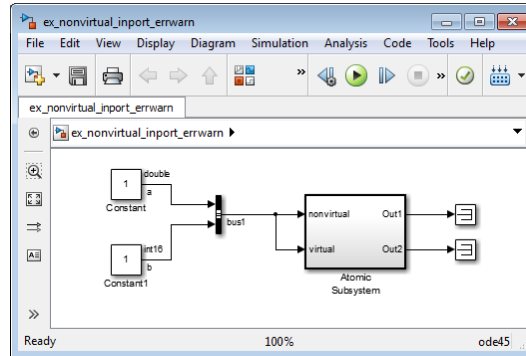 ex_nonvirtual_inport_errwarn
File Edit View Display Diagram Simulation Analysis Code Tools Help
» »
ex_nonvirtual_inport_errwarn
ex_nonvirtual_inport_errwarn
double
1
a
Constant
bus1
int16
1
b
Constant1
nonvirtual Out1
virtual Out2
Atomic
Subsystem
A
»
Ready 100% ode45